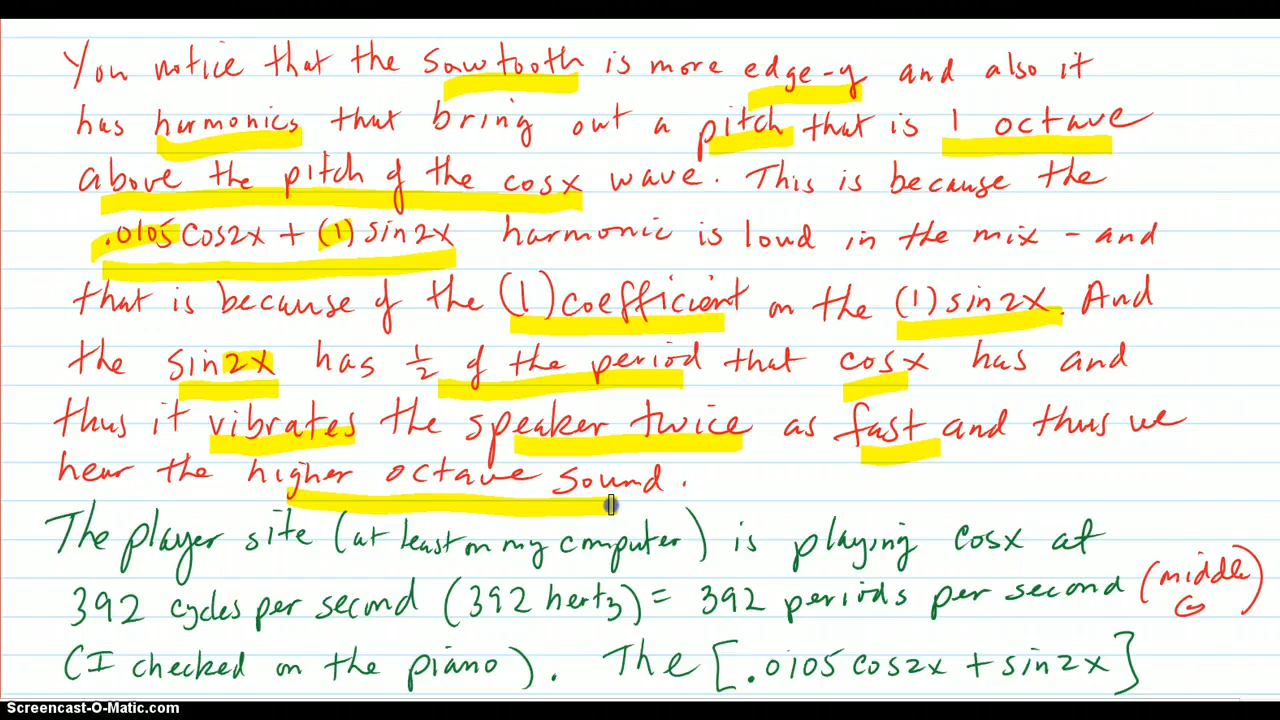 You notice that the sawtooth is more edge-y and also it
has harmonics that bring out a pitch that is 1 octave
above the pitch of the cosx wave. This is because the
.0105 cos2x + (1) sin2x harmonic is loud in the mix - and
that is because of the (1) coefficient on the (1) sin2x. And
the sin2x has 1/2 of the period that cosx has and
thus it vibrates the speaker twice as fast and thus we
hear the higher octave sound.
The player site (at least on my computer) is playing cosx at
392 cycles per second (392 hertz) = 392 periods per second (middle G)
(I checked on the piano). The [.0105 cos2x + sin2x]
Screencast-O-Matic.com